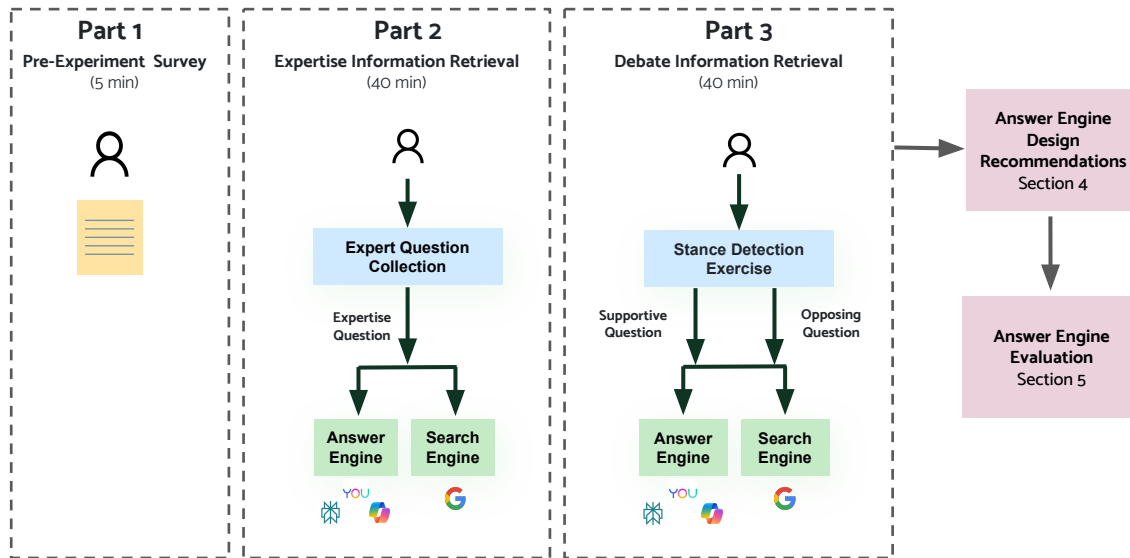 Part 1
Pre-Experiment Survey
(5 min)
Part 2
Expertise Information Retrieval
(40 min)
Expert Question
Collection
Expertise
Question
Answer
Engine
Search
Engine
YOU
Part 3
Debate Information Retrieval
(40 min)
Stance Detection
Exercise
Supportive
Question
Opposing
Question
Answer
Engine
Search
Engine
YOU
Answer Engine
Design
Recommendations
Section 4
Answer Engine
Evaluation
Section 5